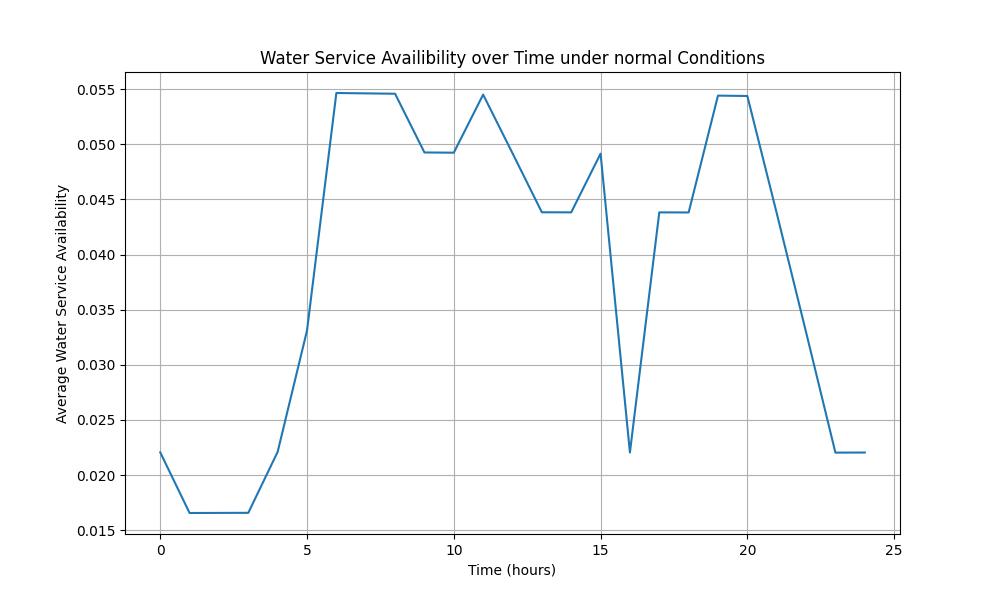 Water Service Availibility over Time under normal Conditions
0.055
0.050
0.045
0.040
0.035
0.030
0.025
0.020
0.015
Average Water Service Availability
0 5 10 15 20 25
Time (hours)